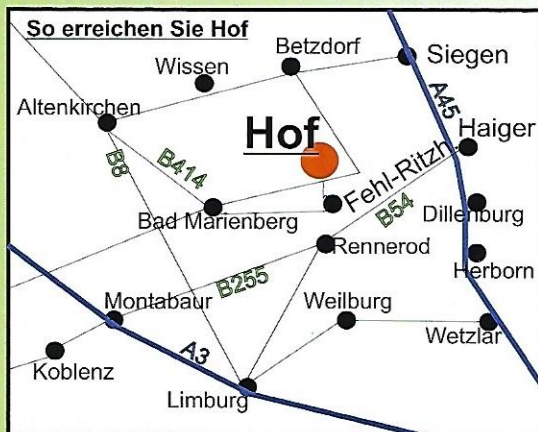 So erreichen Sie Hof
Betzdorf
Siegen
Wissen
Altenkirchen
A45
Haiger
Hof
B8
B414
Fehl-Ritzh.
Bad Marienberg
B54
Dillenburg
Rennerod
Herborn
B255
Montabaur
Weilburg
Wetzlar
A3
Koblenz
Limburg